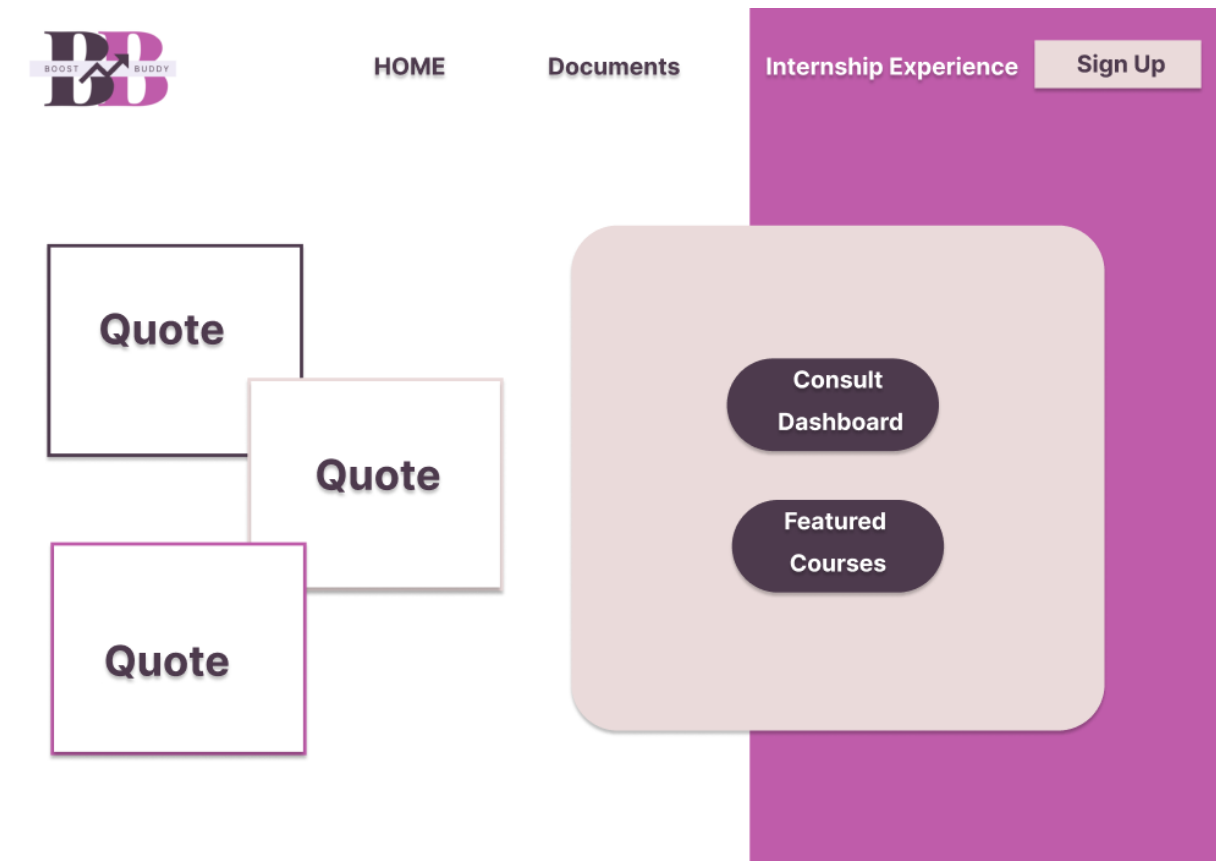 BOOST BUDDY
HOME
Documents
Internship Experience
Sign Up
Quote
Quote
Quote
Consult
Dashboard
Featured
Courses